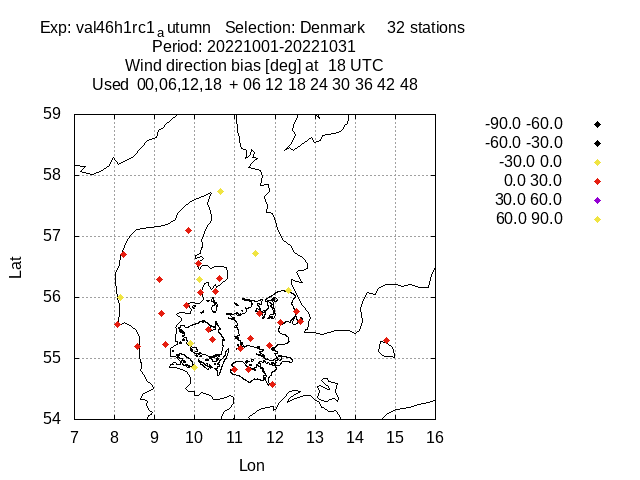 Exp: val46h1rc1autumn Selection: Denmark 32 stations
Period: 20221001-20221031
Wind direction bias [deg] at 18 UTC
Used 00,06,12,18 + 06 12 18 24 30 36 42 48
-90.0 -60.0
-60.0 -30.0
-30.0 0.0
0.0 30.0
30.0 60.0
60.0 90.0
59
58
57
56
55
54
Lat
7 8 9 10 11 12 13 14 15 16
Lon